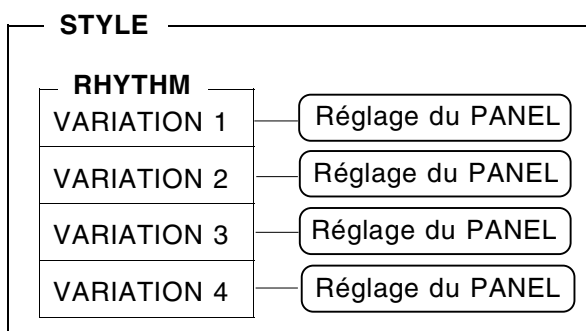 STYLE
RHYTHM
VARIATION 1 Réglage du PANEL
VARIATION 2 Réglage du PANEL
VARIATION 3 Réglage du PANEL
VARIATION 4 Réglage du PANEL